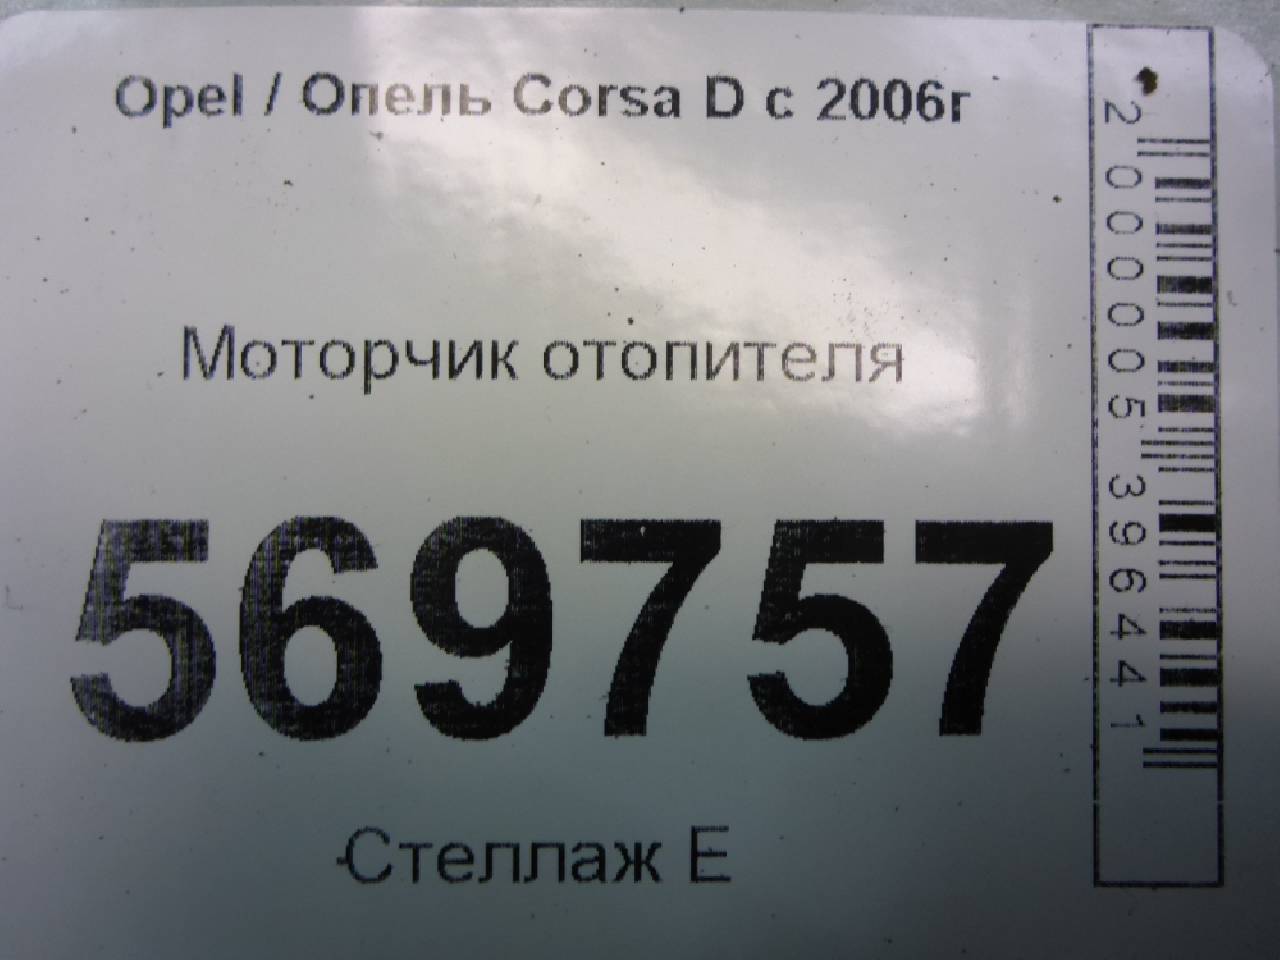 Opel / Опель Corsa D с 2006г
Моторчик отопителя
569757
Стеллаж Е
2000005396441